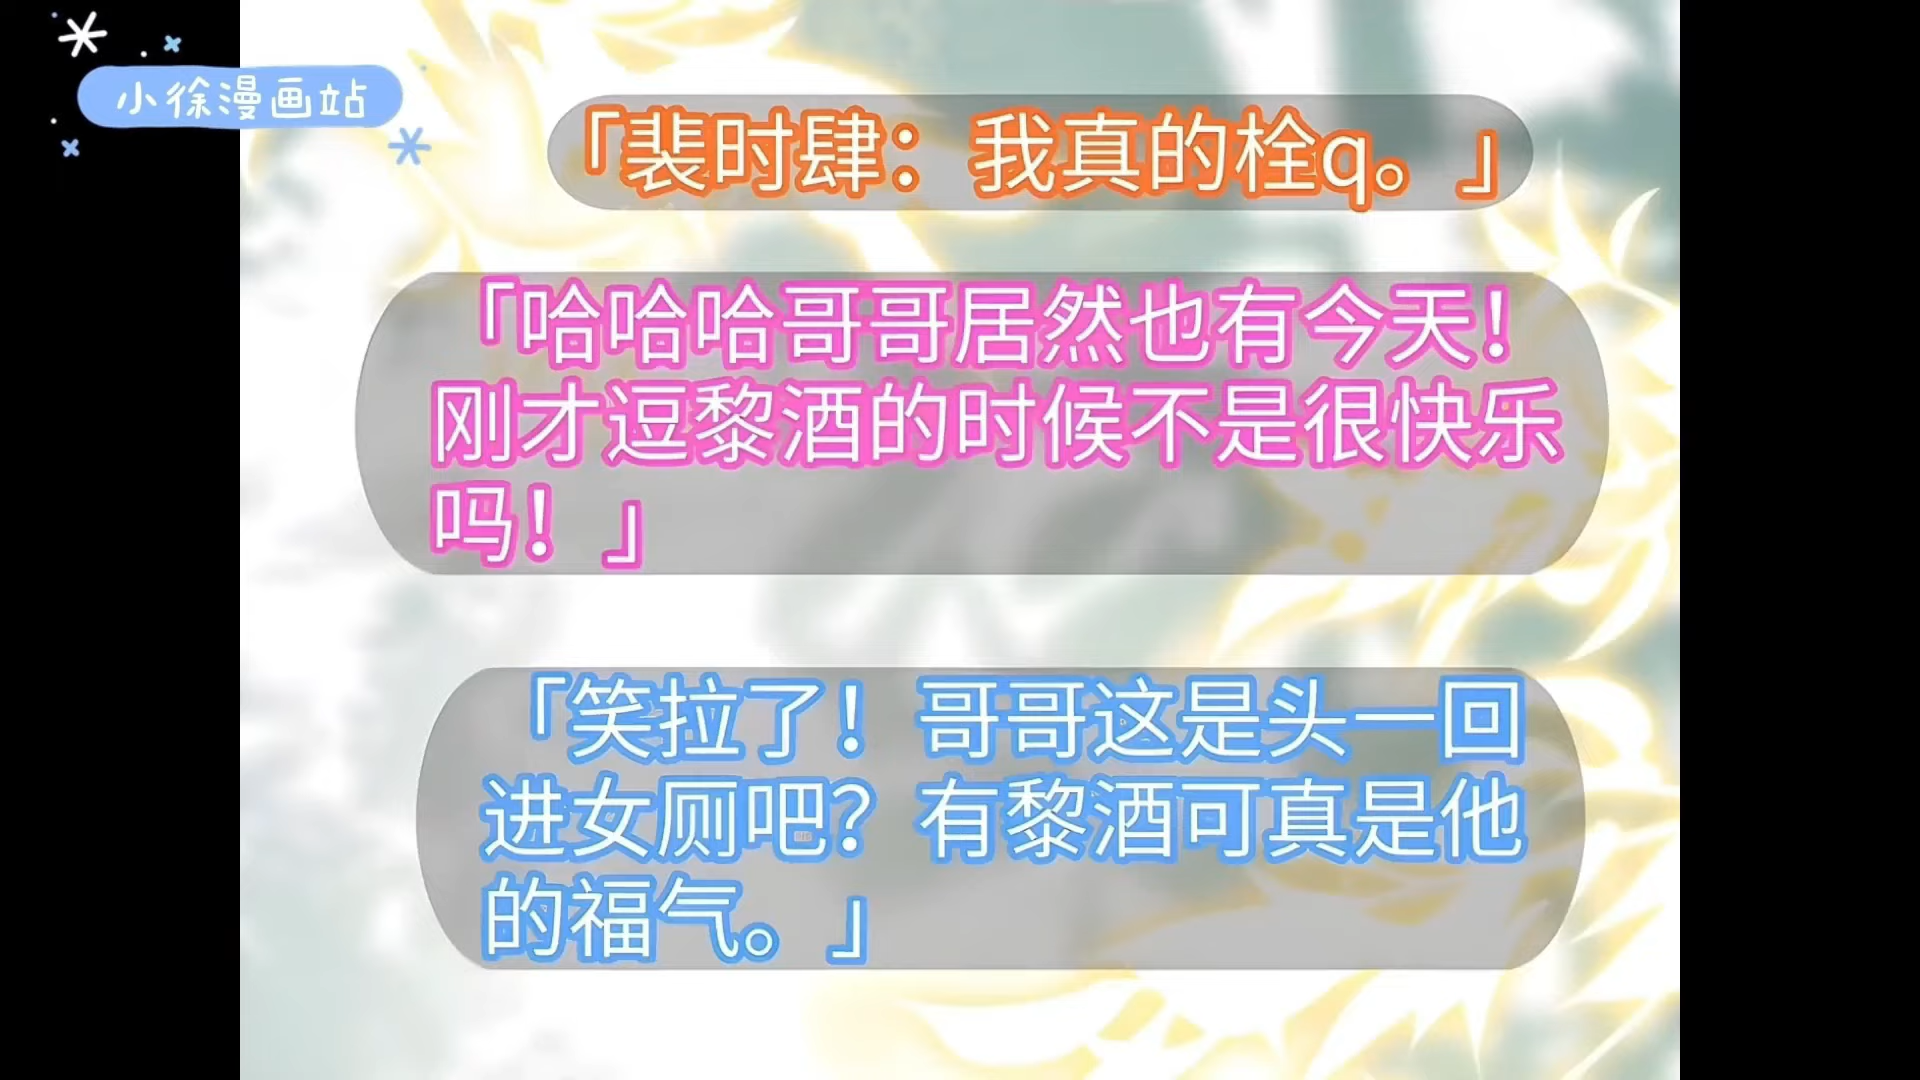 小徐漫画站
「裴时肆：我真的栓q。」
「哈哈哈哥哥居然也有今天！
刚才逗黎酒的时候不是很快乐
吗！」
「笑拉了！哥哥这是头一回
进女厕吧？有黎酒可真是他
的福气。」